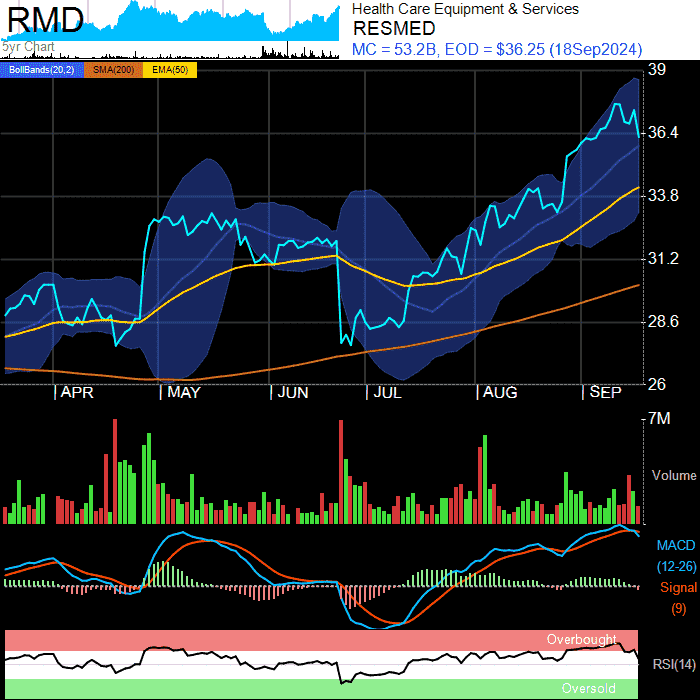 RMD
5yr Chart
Health Care Equipment & Services
RESMED
MC = 53.2B, EOD = $36.25 (18Sep2024)
BollBands(20,2) SMA(200) EMA(50)
39
36.4
33.8
31.2
28.6
26
APR MAY JUN JUL AUG SEP
7M
Volume
MACD
(12-26)
Signal
(9)
Overbought
RSI(14)
Oversold